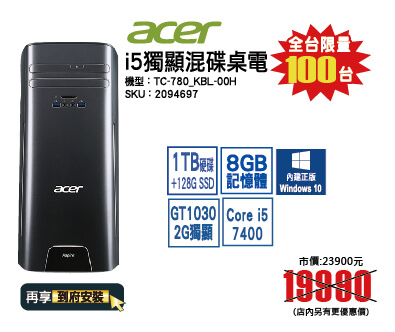 acer
i5獨顯混碟桌電
機型：TC-780_KBL-00H
SKU：2094697
全台限量
100台
1TB硬碟
+128G SSD
8GB
記憶體
內建正版
Windows 10
GT1030
2G獨顯
Core i5
7400
acer
Aspire
再享 到府安裝
市價:23900元
19990
(店內另有更優惠價)